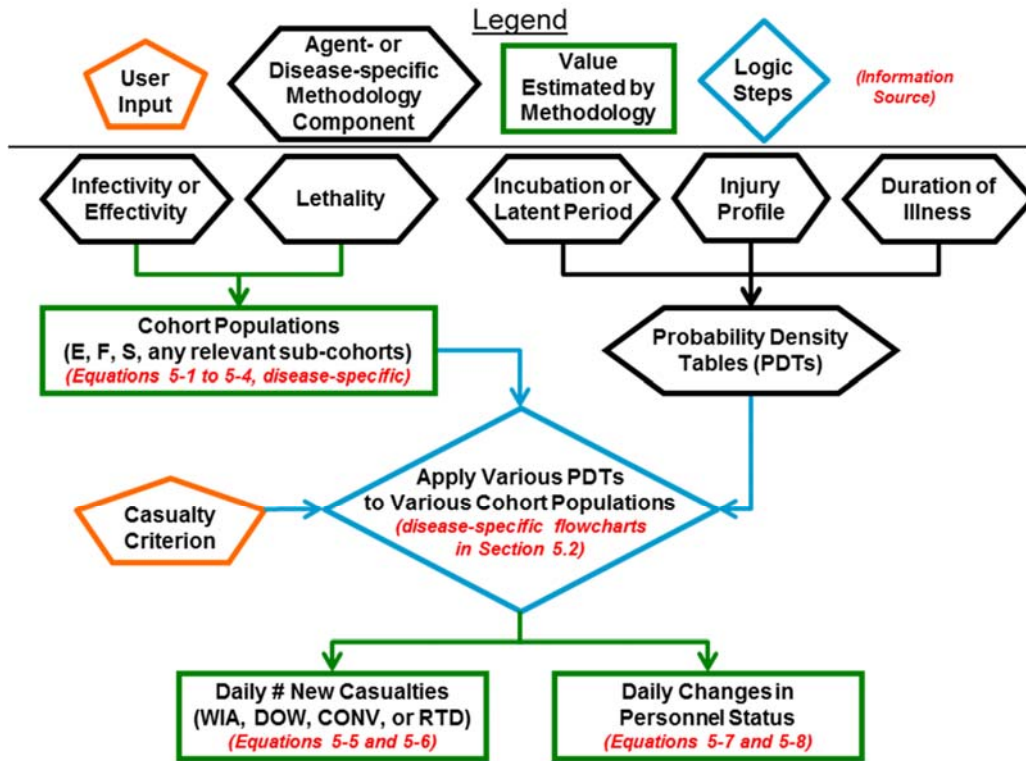 Legend
User
Input
Agent- or
Disease-specific
Methodology
Component
Value
Estimated by
Methodology
Logic
Steps
(Information
Source)
Infectivity or
Effectivity
Lethality
Incubation or
Latent Period
Injury
Profile
Duration of
Illness
Cohort Populations
(E, F, S, any relevant sub-cohorts)
(Equations 5-1 to 5-4, disease-specific)
Probability Density
Tables (PDTs)
Apply Various PDTs
to Various Cohort Populations
(disease-specific flowcharts
in Section 5.2)
Casualty
Criterion
Daily # New Casualties
(WIA, DOW, CONV, or RTD)
(Equations 5-5 and 5-6)
Daily Changes in
Personnel Status
(Equations 5-7 and 5-8)